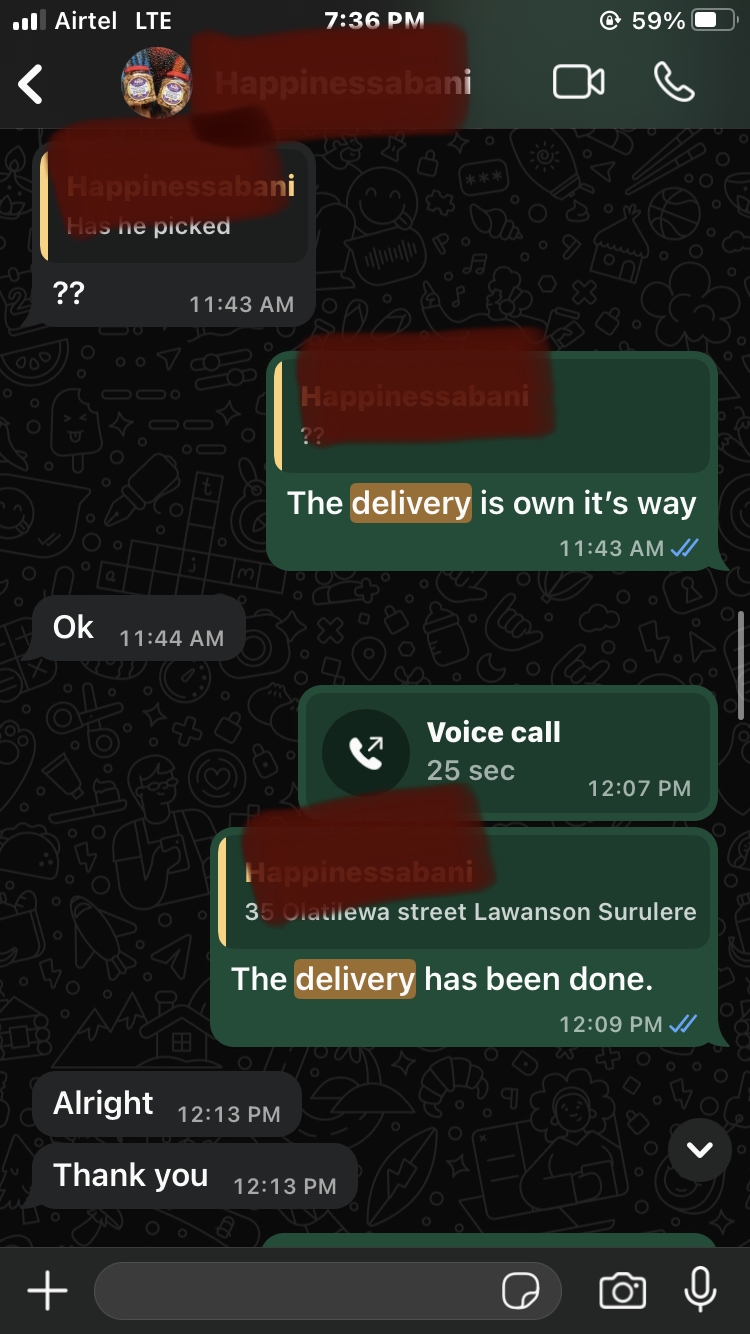 Airtel LTE 7:36 PM 59%
Happinessabani
Happinessabani
Has he picked
??
11:43 AM
Happinessabani
??
The delivery is own it’s way
11:43 AM
Ok 11:44 AM
Voice call
25 sec
12:07 PM
Happinessabani
35 Olatilewa street Lawanson Surulere
The delivery has been done.
12:09 PM
Alright 12:13 PM
Thank you 12:13 PM